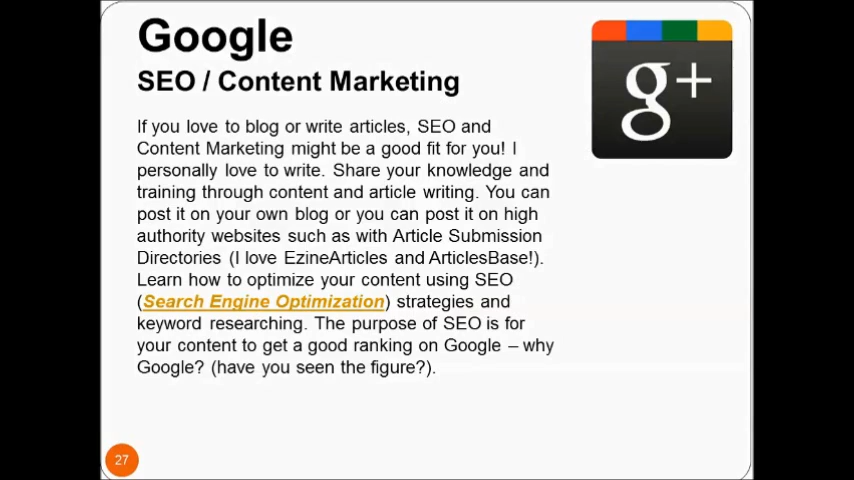 Google
SEO / Content Marketing
g+
If you love to blog or write articles, SEO and
Content Marketing might be a good fit for you! I
personally love to write. Share your knowledge and
training through content and article writing. You can
post it on your own blog or you can post it on high
authority websites such as with Article Submission
Directories (I love EzineArticles and ArticlesBase!).
Learn how to optimize your content using SEO
(Search Engine Optimization) strategies and
keyword researching. The purpose of SEO is for
your content to get a good ranking on Google – why
Google? (have you seen the figure?).
27